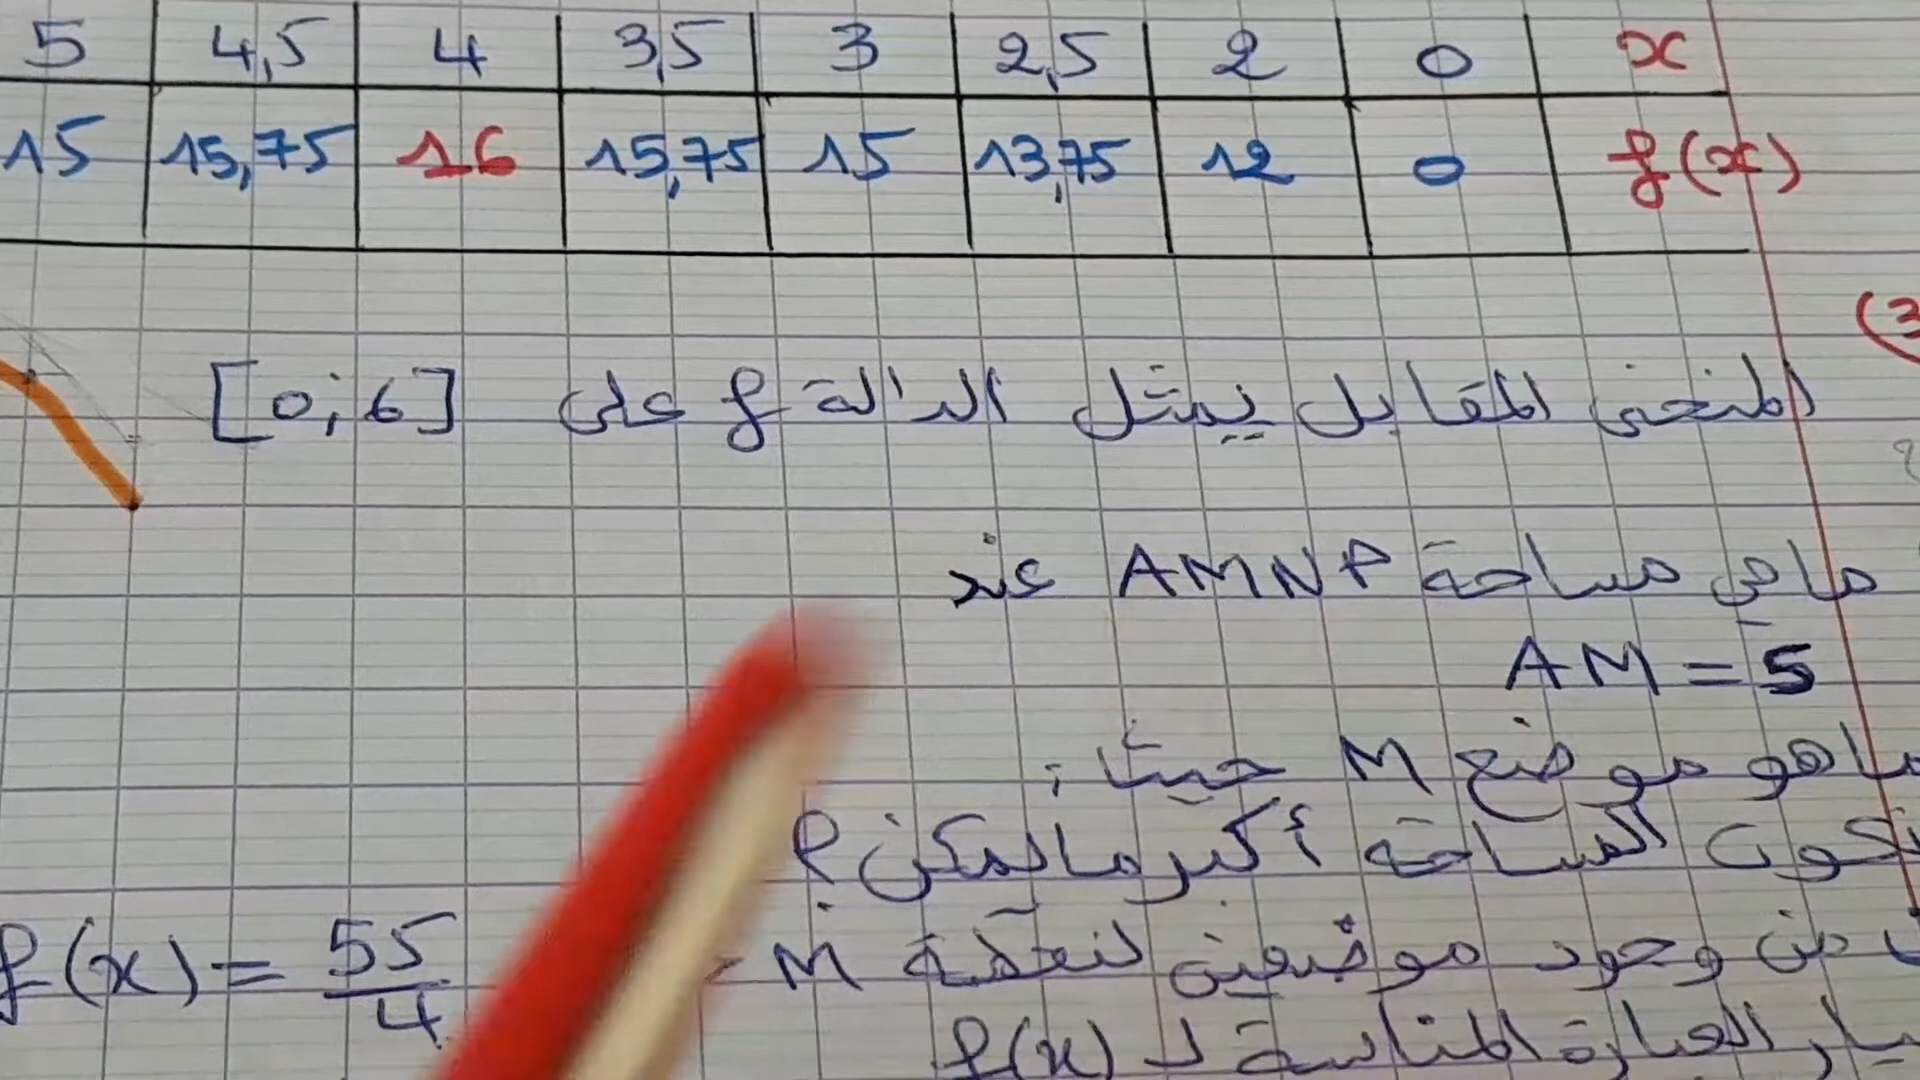 5 4,5 4 3,5 3 2,5 2 0 x
15 15,75 16 15,75 15 13,75 12 0 f(x)
(3
المنحنى المقابل يمثل الدالة f على [0;6]
ما هي مساحة AMNP عند
AM = 5
ما هو موضع M حيث:
تكون المساحة أكبر ما يمكن؟
من وجود موضعين لنقطة M
f(x) = 55/4
العبارة المناسبة لـ f(x)